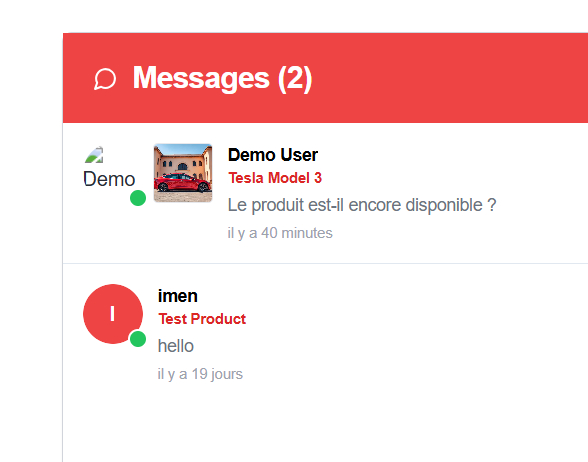 Messages (2)
Demo
Demo User
Tesla Model 3
Le produit est-il encore disponible ?
il y a 40 minutes
I
imen
Test Product
hello
il y a 19 jours